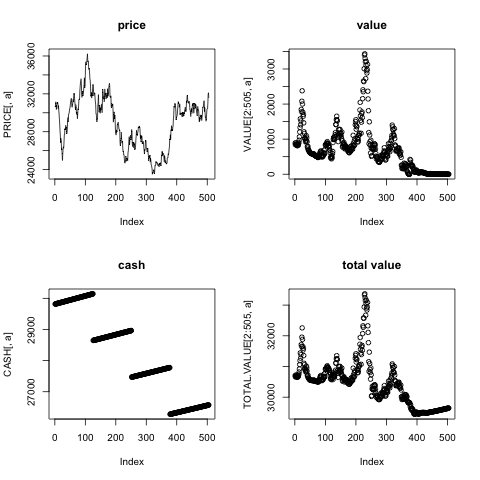 price
PRICE[, a]
24000 28000 32000 36000
0 100 200 300 400 500
Index
value
VALUE[2:505, a]
0 1000 2000 3000
0 100 200 300 400 500
Index
cash
CASH[, a]
27000 29000
0 100 200 300 400 500
Index
total value
TOTAL.VALUE[2:505, a]
30000 32000
0 100 200 300 400 500
Index